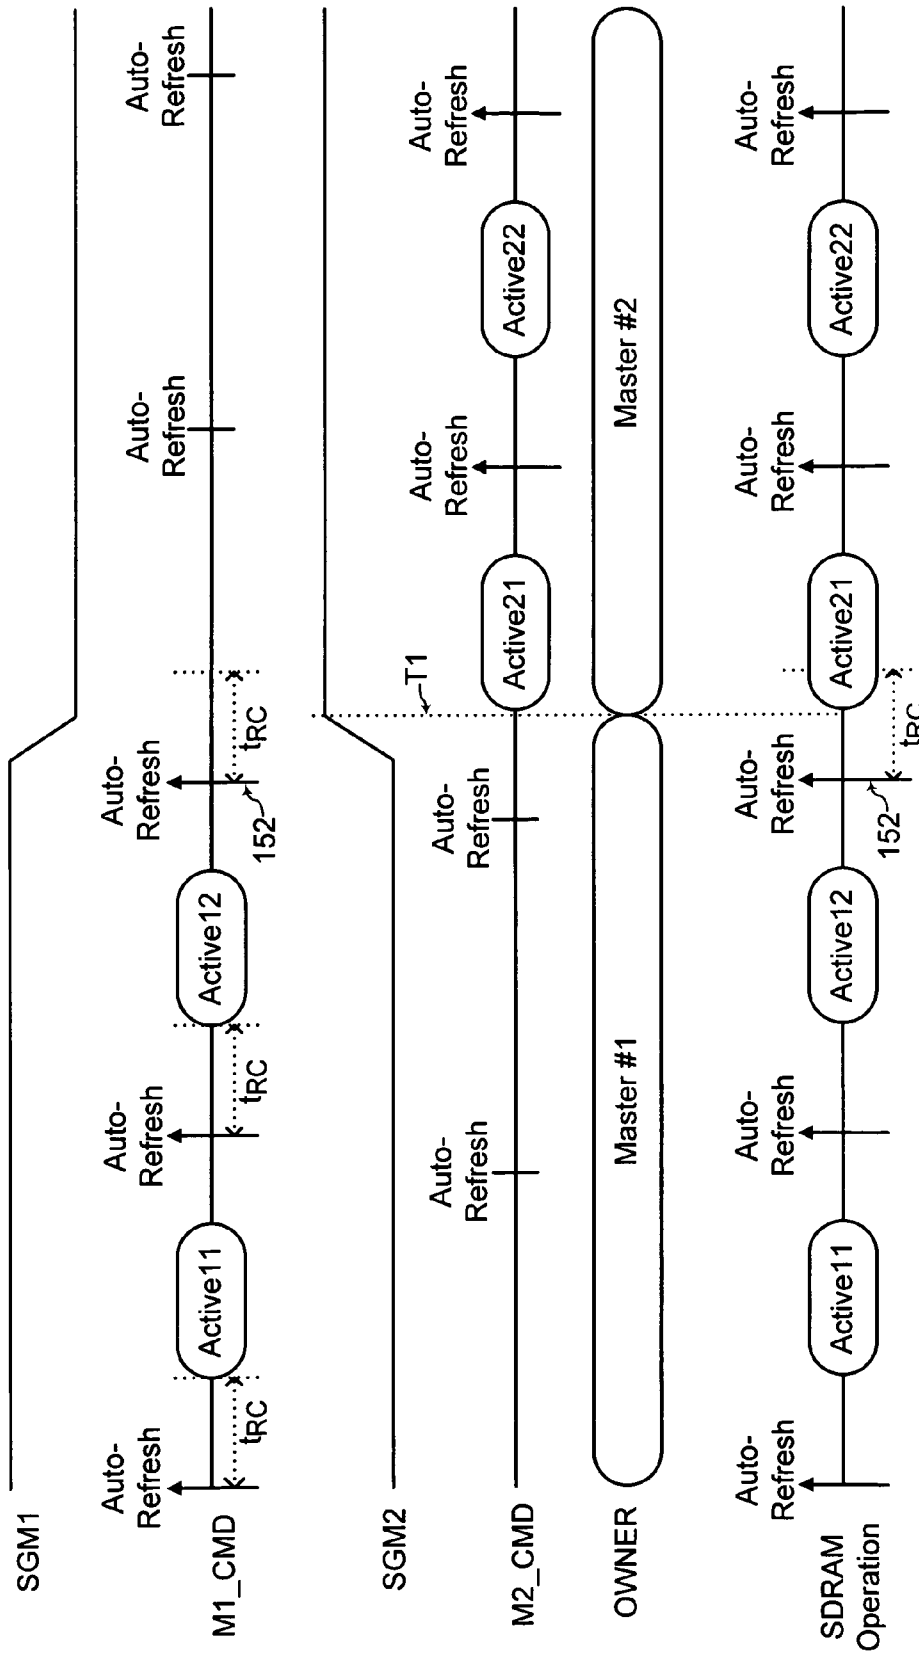 SGM1
M1_CMD
Auto-
Refresh
tRC
Active11
Auto-
Refresh
tRC
Active12
Auto-
Refresh
152
tRC
Auto-
Refresh
Auto-
Refresh
SGM2
T1
M2_CMD
Auto-
Refresh
Auto-
Refresh
Active21
Auto-
Refresh
Active22
Auto-
Refresh
OWNER
Master #1
Master #2
SDRAM
Operation
Auto-
Refresh
Active11
Auto-
Refresh
Active12
Auto-
Refresh
152
tRC
Active21
Auto-
Refresh
Active22
Auto-
Refresh